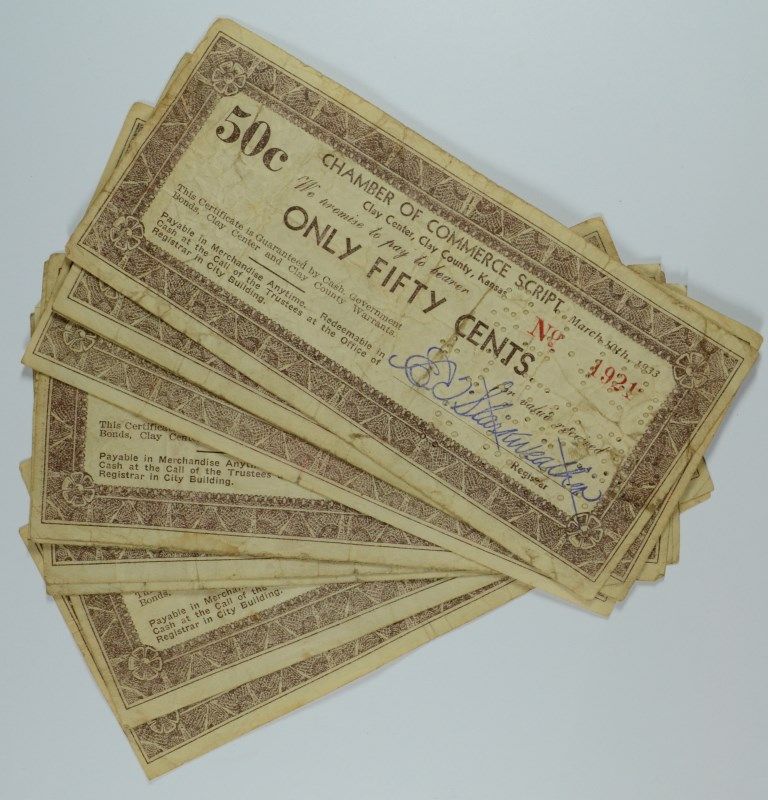 50c
CHAMBER OF COMMERCE SCRIPT, March 30th, 1933
Clay Center, Clay County, Kansas
We promise to pay to bearer
ONLY FIFTY CENTS
This Certificate is Guaranteed by Cash, Government
Bonds, Clay Center and Clay County Warrants.
Payable in Merchandise Anytime. Redeemable in
Cash at the Call of the Trustees at the Office of
Registrar in City Building.
No 1921
for value received
Registrar
This Certific
Bonds, Clay Cente
Payable in Merchandise Anyti
Cash at the Call of the Trustees
Registrar in City Building.
Bonds,
Payable in Merch
Cash at the Call of the
Registrar in City Building.